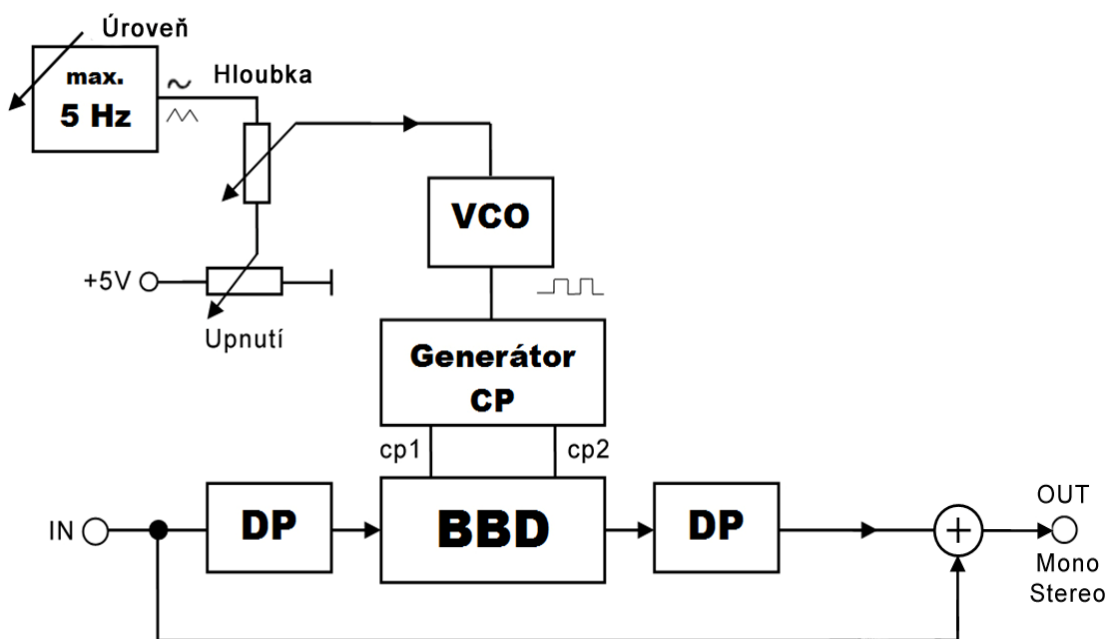 Úroveň
max.
5 Hz
Hloubka
VCO
+5V
Upnutí
Generátor
CP
cp1
cp2
IN
DP
BBD
DP
OUT
Mono
Stereo